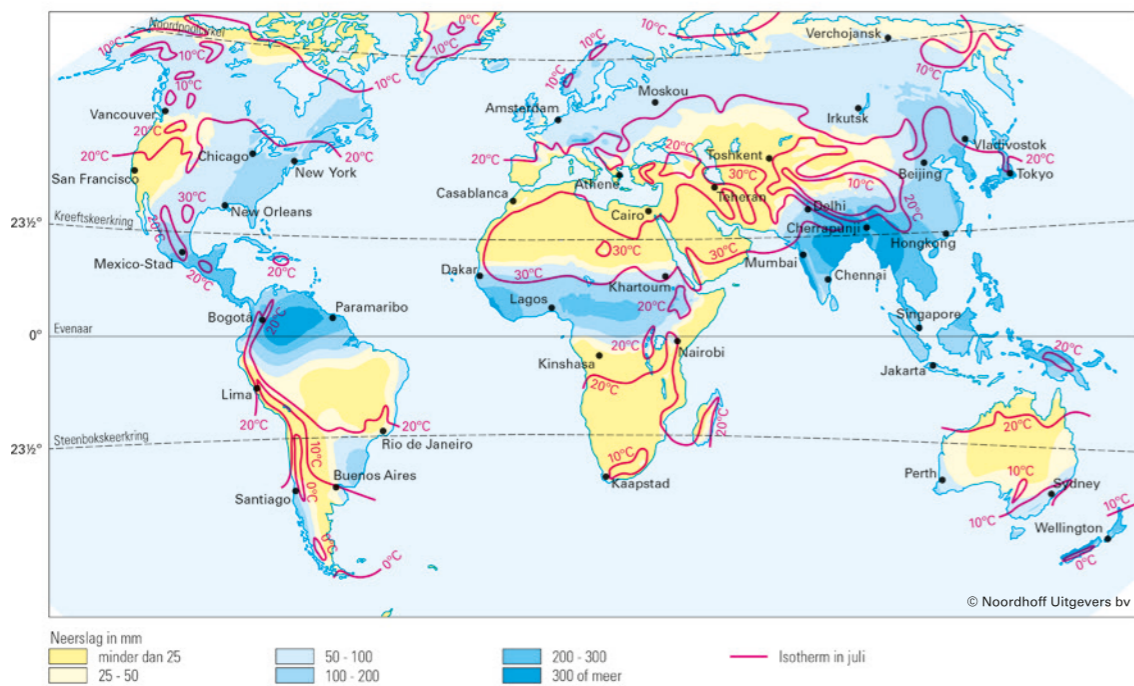 0°C
Noordpoolcirkel
10°C
10°C
10°C
10°C
10°C
10°C
10°C
10°C
10°C
Verchojansk
Vancouver
20°C
20°C
Chicago
20°C
New York
San Francisco
30°C
New Orleans
Amsterdam
Moskou
Irkutsk
20°C
20°C
Toshkent
Vladivostok
20°C
Tokyo
Beijing
Athene
30°C
Teheran
10°C
20°C
Casablanca
Cairo
Delhi
Cherrapunji
Hongkong
23½°
Kreeftskeerkring
20°C
Mexico-Stad
20°C
20°C
30°C
30°C
Dakar
30°C
Khartoum
Mumbai
Chennai
Bogotá
20°C
Paramaribo
Lagos
20°C
Singapore
0°
Evenaar
20°C
Nairobi
Kinshasa
Jakarta
20°C
Lima
20°C
20°C
20°C
20°C
20°C
Steenbokskeerkring
23½°
Rio de Janeiro
10°C
0°C
Buenos Aires
Santiago
10°C
Kaapstad
Perth
10°C
Sydney
10°C
10°C
Wellington
0°C
0°C
0°C
© Noordhoff Uitgevers bv
Neerslag in mm
minder dan 25
25 - 50
50 - 100
100 - 200
200 - 300
300 of meer
Isotherm in juli